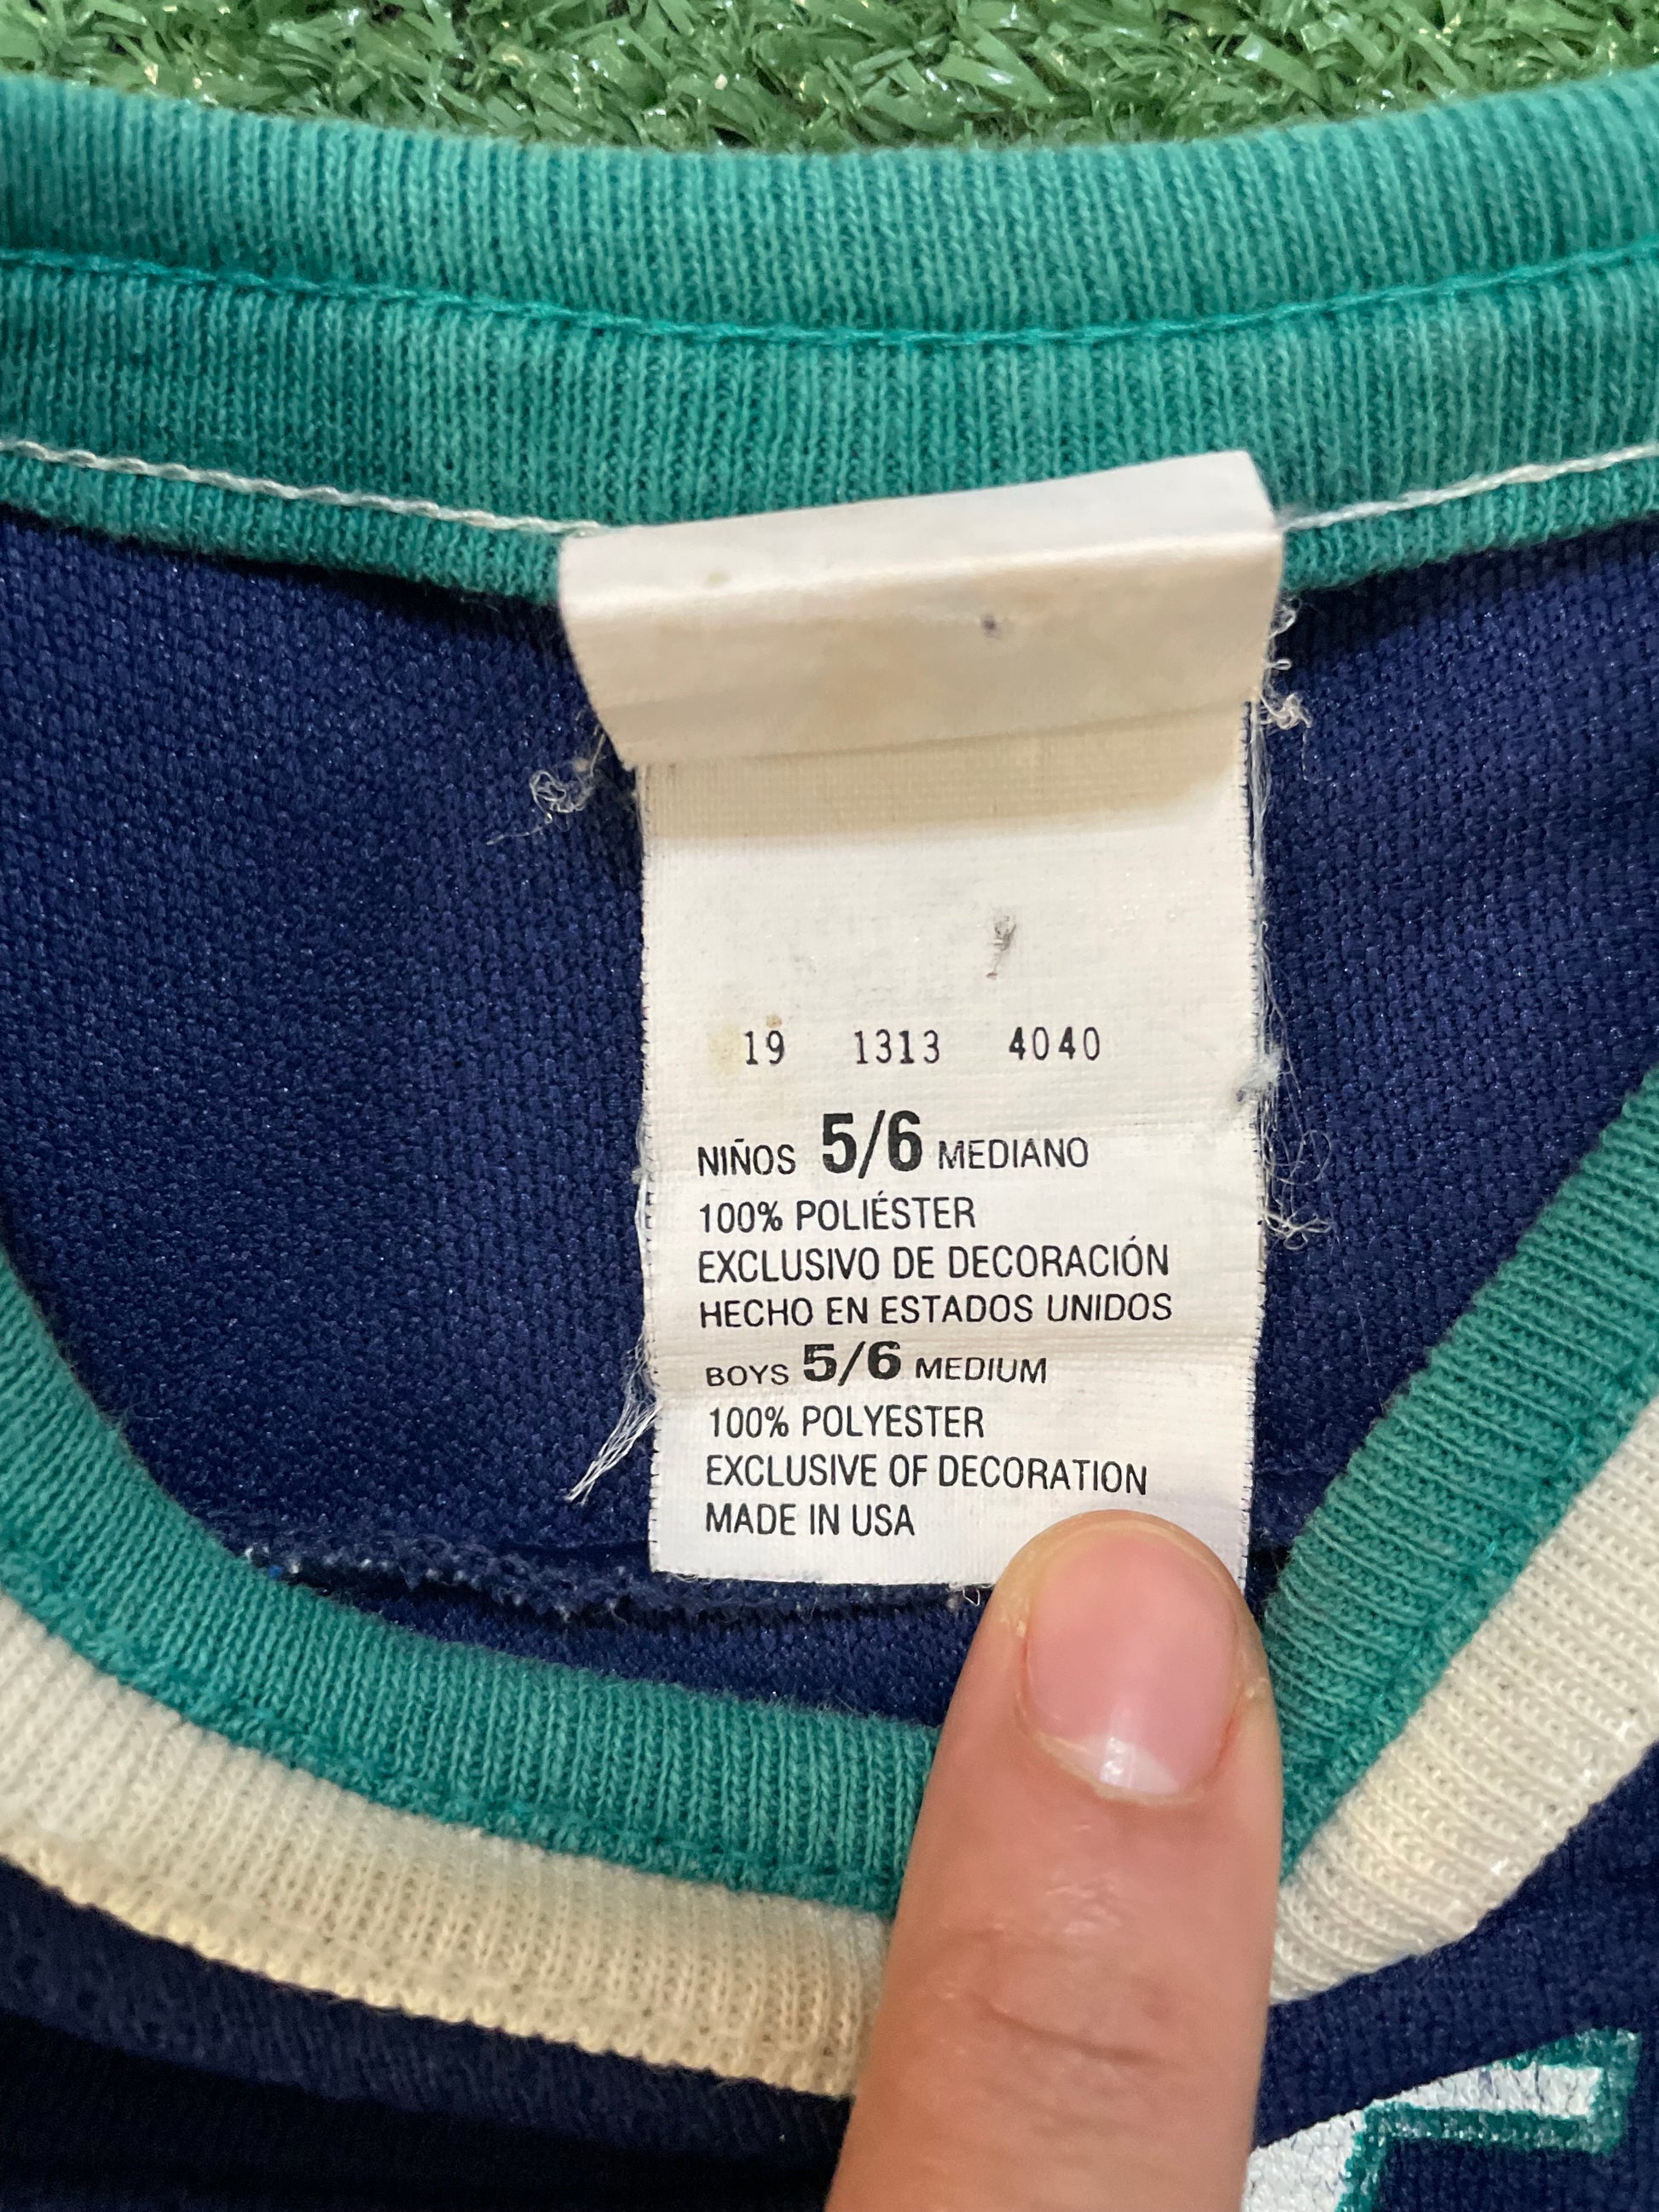 19 1313 4040
NIÑOS 5/6 MEDIANO
100% POLIÉSTER
EXCLUSIVO DE DECORACIÓN
HECHO EN ESTADOS UNIDOS
BOYS 5/6 MEDIUM
100% POLYESTER
EXCLUSIVE OF DECORATION
MADE IN USA